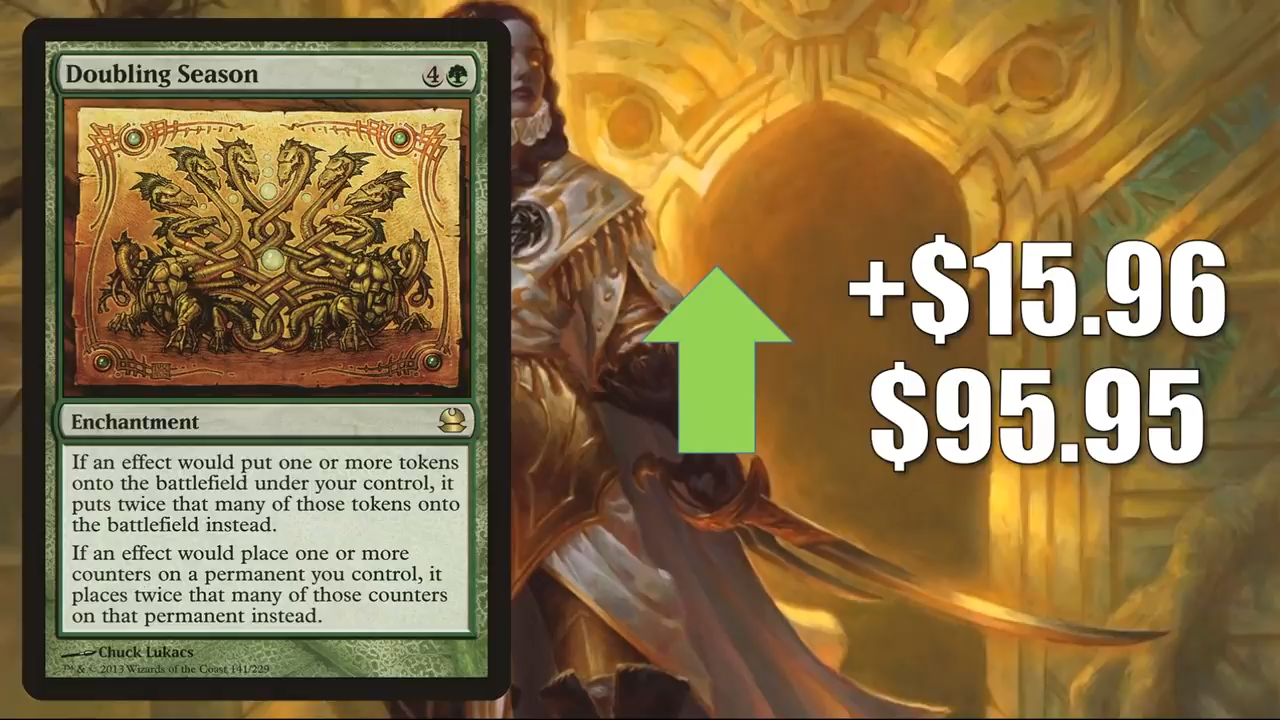 Doubling Season 4
Enchantment
If an effect would put one or more tokens
onto the battlefield under your control, it
puts twice that many of those tokens onto
the battlefield instead.
If an effect would place one or more
counters on a permanent you control, it
places twice that many of those counters
on that permanent instead.
Chuck Lukacs
™ & © 2013 Wizards of the Coast 141/229
+$15.96
$95.95